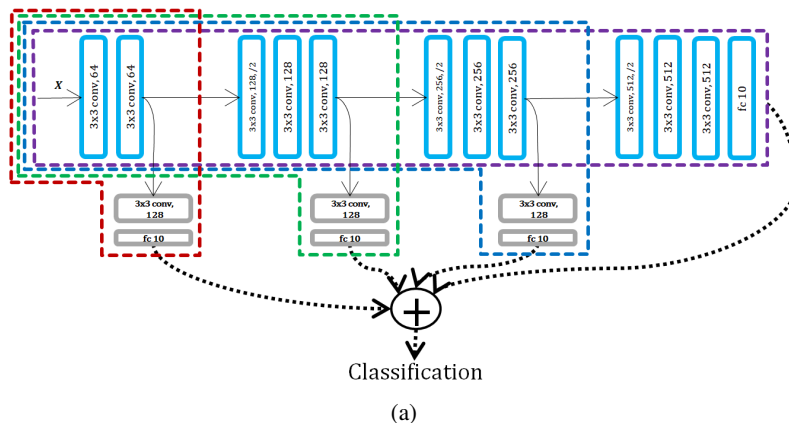 X
3x3 conv, 64
3x3 conv, 64
3x3 conv, 128,/2
3x3 conv, 128
3x3 conv, 128
3x3 conv, 256,/2
3x3 conv, 256
3x3 conv, 256
3x3 conv, 512,/2
3x3 conv, 512
3x3 conv, 512
fc 10
3x3 conv,
128
fc 10
3x3 conv,
128
fc 10
3x3 conv,
128
fc 10
+
Classification
(a)